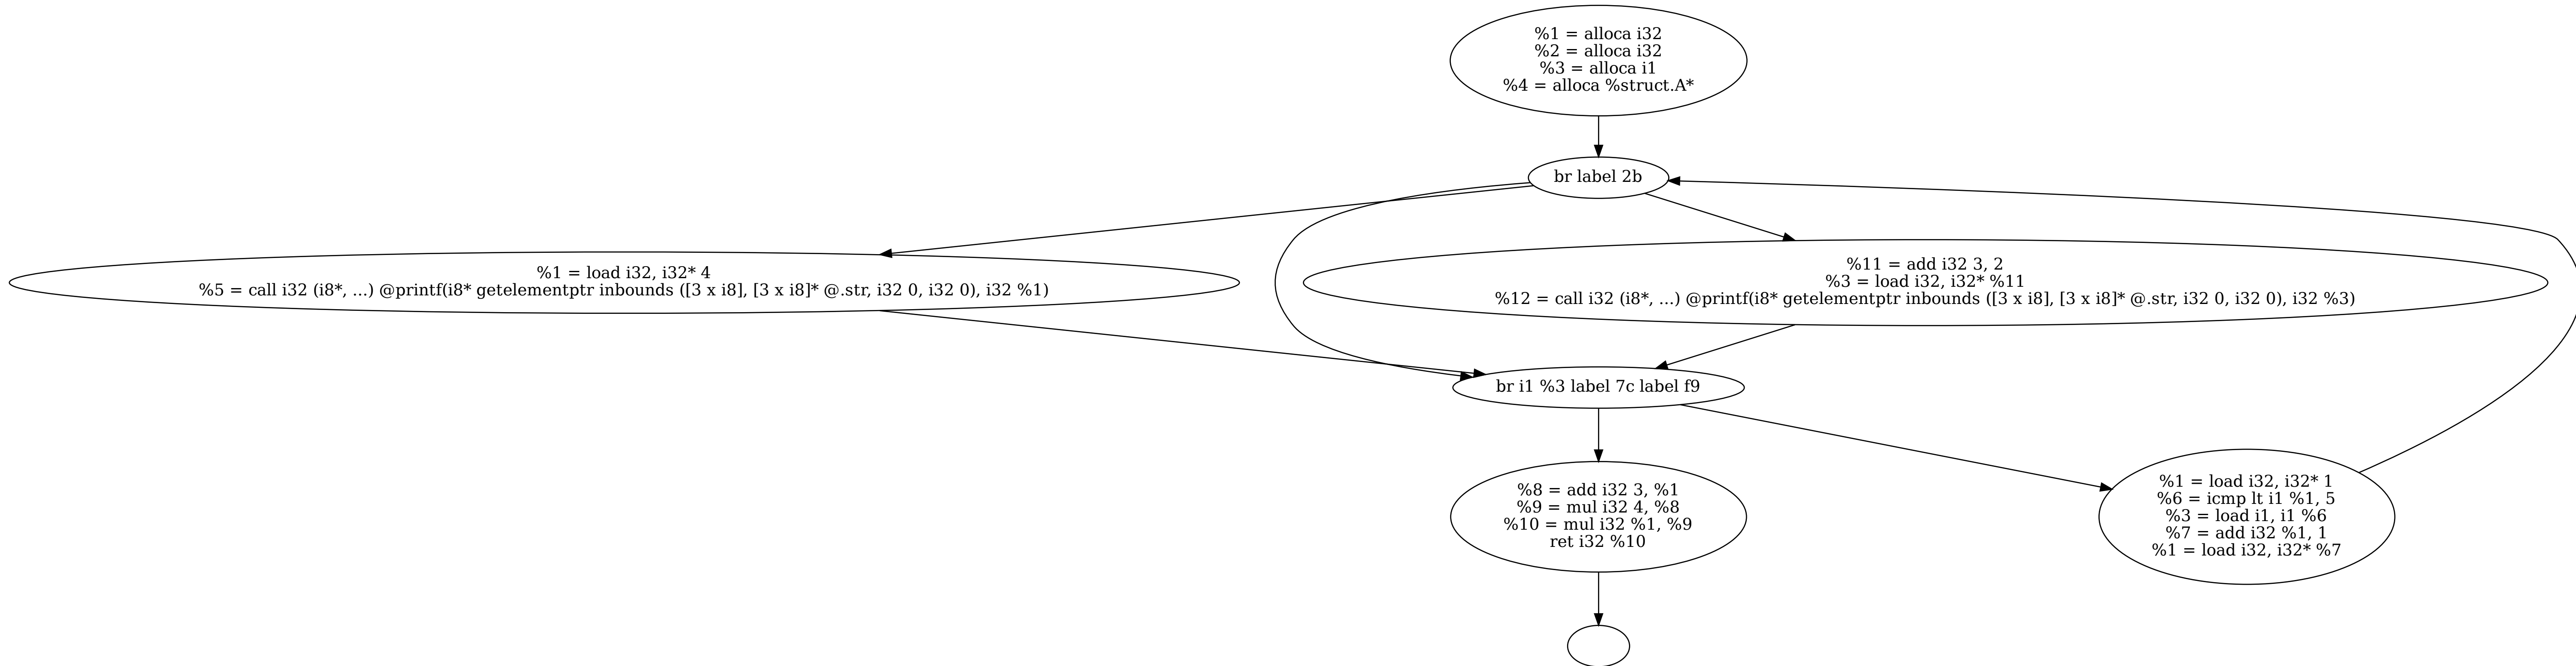 %1 = alloca i32
%2 = alloca i32
%3 = alloca i1
%4 = alloca %struct.A*
br label 2b
%1 = load i32, i32* 4
%5 = call i32 (i8*, ...) @printf(i8* getelementptr inbounds ([3 x i8], [3 x i8]* @.str, i32 0, i32 0), i32 %1)
%11 = add i32 3, 2
%3 = load i32, i32* %11
%12 = call i32 (i8*, ...) @printf(i8* getelementptr inbounds ([3 x i8], [3 x i8]* @.str, i32 0, i32 0), i32 %3)
br i1 %3 label 7c label f9
%8 = add i32 3, %1
%9 = mul i32 4, %8
%10 = mul i32 %1, %9
ret i32 %10
%1 = load i32, i32* 1
%6 = icmp lt i1 %1, 5
%3 = load i1, i1 %6
%7 = add i32 %1, 1
%1 = load i32, i32* %7